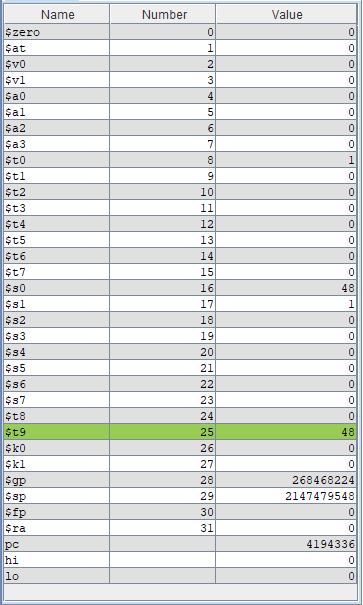 Name Number Value
$zero 0 0
$at 1 0
$v0 2 0
$v1 3 0
$a0 4 0
$a1 5 0
$a2 6 0
$a3 7 0
$t0 8 1
$t1 9 0
$t2 10 0
$t3 11 0
$t4 12 0
$t5 13 0
$t6 14 0
$t7 15 0
$s0 16 48
$s1 17 1
$s2 18 0
$s3 19 0
$s4 20 0
$s5 21 0
$s6 22 0
$s7 23 0
$t8 24 0
$t9 25 48
$k0 26 0
$k1 27 0
$gp 28 268468224
$sp 29 2147479548
$fp 30 0
$ra 31 0
pc 4194336
hi 0
lo 0